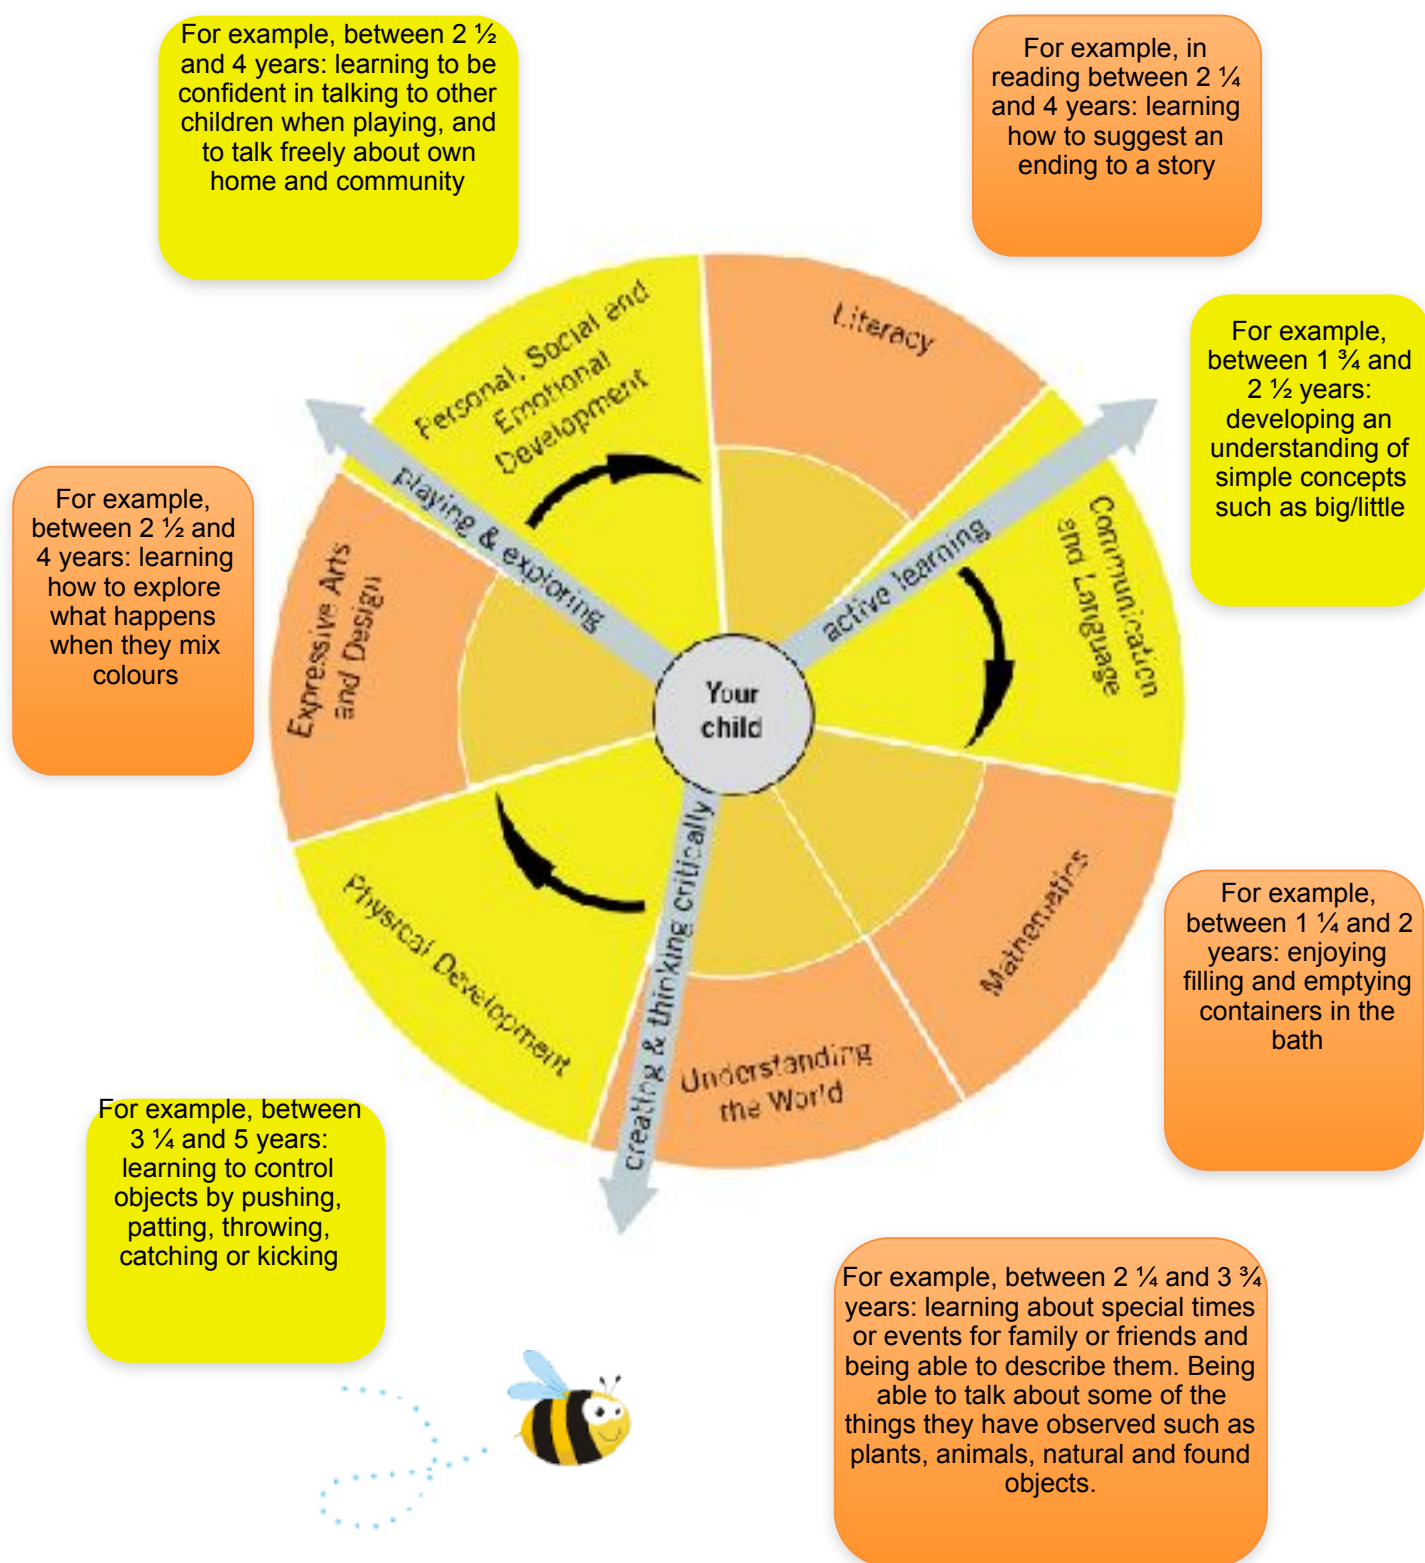 For example, between 2 ½
and 4 years: learning to be
confident in talking to other
children when playing, and
to talk freely about own
home and community
For example, in
reading between 2 ¼
and 4 years: learning
how to suggest an
ending to a story
For example,
between 1 ¾ and
2 ½ years:
developing an
understanding of
simple concepts
such as big/little
For example,
between 2 ½ and
4 years: learning
how to explore
what happens
when they mix
colours
Personal, Social and
Emotional
Development
Literacy
Communication
and Language
Mathematics
Understanding
the World
Physical Development
Expressive Arts
and Design
playing & exploring
active learning
creating & thinking critically
Your
child
For example,
between 1 ¼ and 2
years: enjoying
filling and emptying
containers in the
bath
For example, between
3 ¼ and 5 years:
learning to control
objects by pushing,
patting, throwing,
catching or kicking
For example, between 2 ¼ and 3 ¾
years: learning about special times
or events for family or friends and
being able to describe them. Being
able to talk about some of the
things they have observed such as
plants, animals, natural and found
objects.